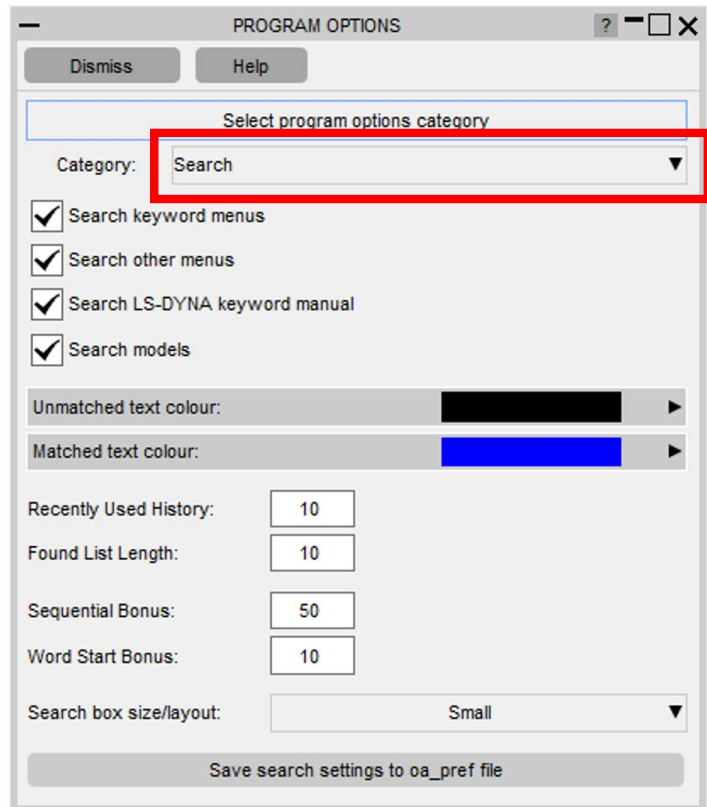 PROGRAM OPTIONS ?
Dismiss Help
Select program options category
Category: Search
Search keyword menus
Search other menus
Search LS-DYNA keyword manual
Search models
Unmatched text colour:
Matched text colour:
Recently Used History: 10
Found List Length: 10
Sequential Bonus: 50
Word Start Bonus: 10
Search box size/layout: Small
Save search settings to oa_pref file